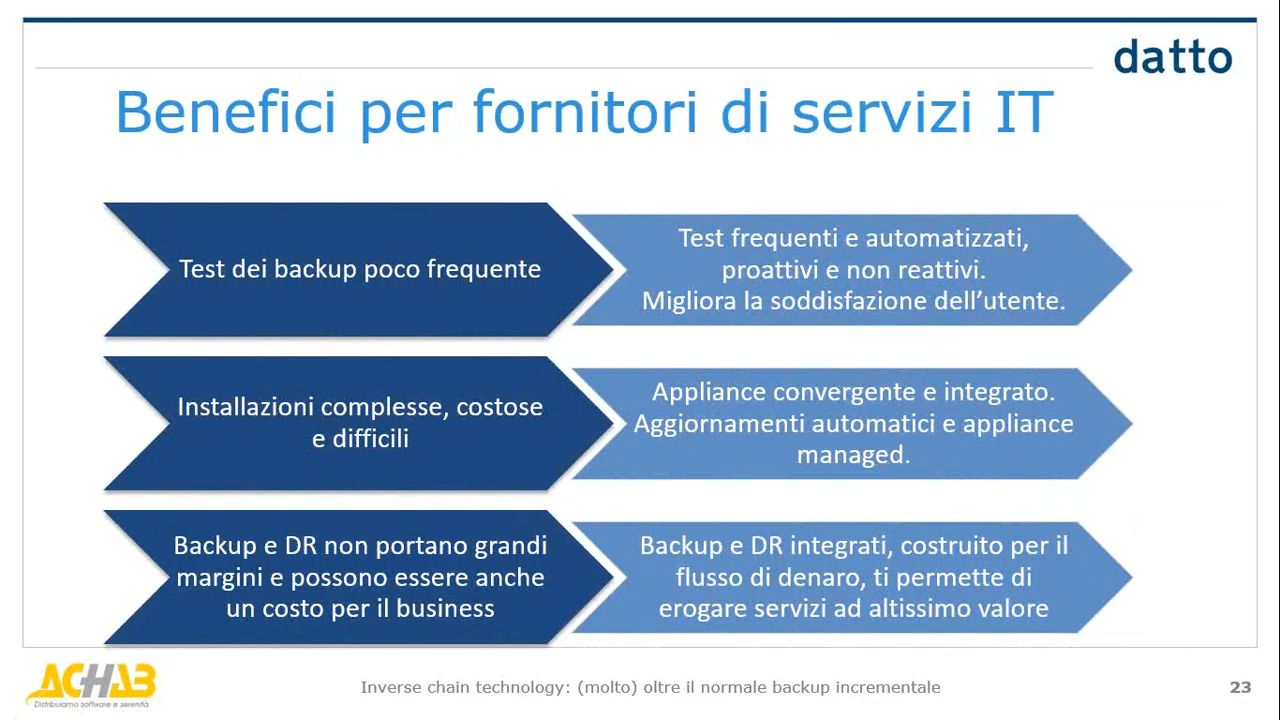 datto
Benefici per fornitori di servizi IT
Test dei backup poco frequente
Test frequenti e automatizzati,
proattivi e non reattivi.
Migliora la soddisfazione dell’utente.
Installazioni complesse, costose
e difficili
Appliance convergente e integrato.
Aggiornamenti automatici e appliance
managed.
Backup e DR non portano grandi
margini e possono essere anche
un costo per il business
Backup e DR integrati, costruito per il
flusso di denaro, ti permette di
erogare servizi ad altissimo valore
ACHAB
Distribuiamo software e serenità
Inverse chain technology: (molto) oltre il normale backup incrementale
23